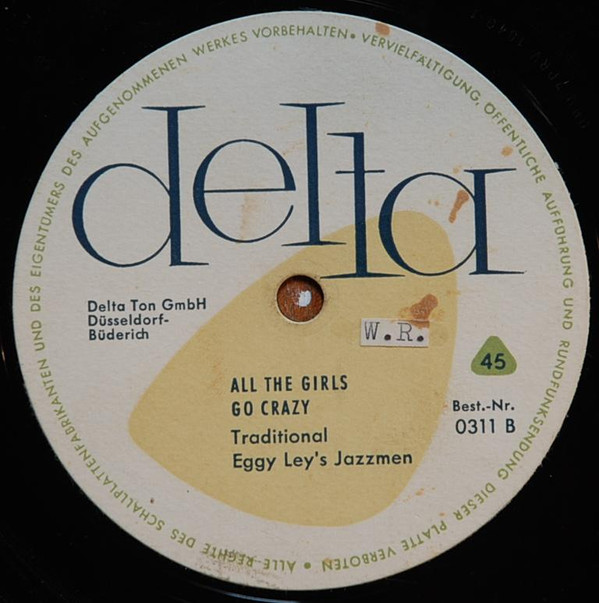 delta
Delta Ton GmbH
Düsseldorf-
Büderich
W.R.
45
ALL THE GIRLS
GO CRAZY
Traditional
Eggy Ley's Jazzmen
Best.-Nr.
0311 B
ALLE RECHTE DES SCHALLPLATTENFABRIKANTEN UND DES EIGENTÜMERS DES AUFGENOMMENEN WERKES VORBEHALTEN • VERVIELFÄLTIGUNG, ÖFFENTLICHE AUFFÜHRUNG UND RUNDFUNKSENDUNG DIESER PLATTE VERBOTEN •